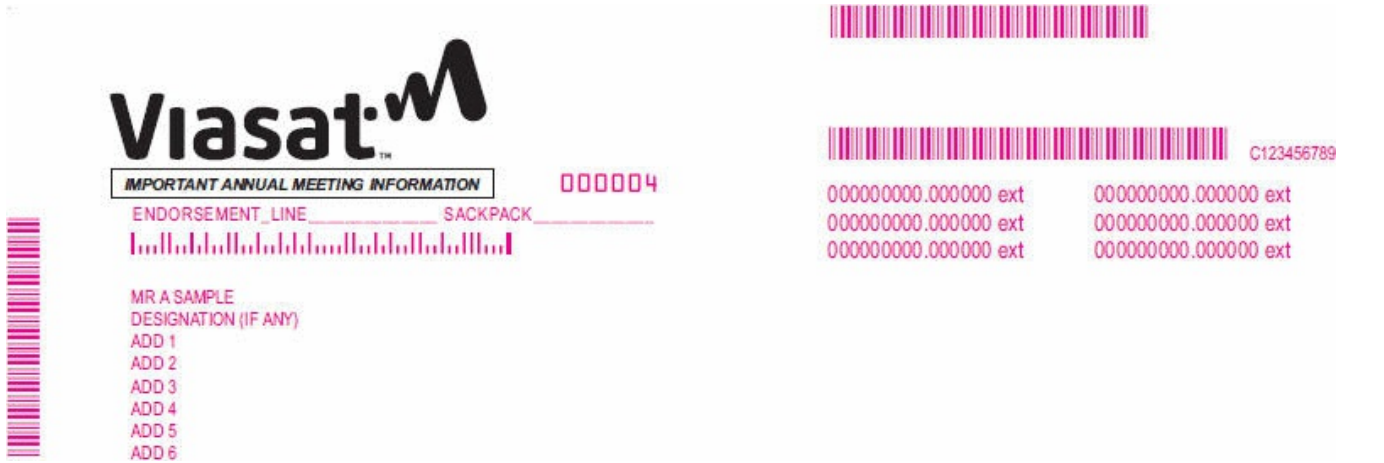 Viasat™
IMPORTANT ANNUAL MEETING INFORMATION
000004
ENDORSEMENT_LINE______________ SACKPACK______________
MR A SAMPLE
DESIGNATION (IF ANY)
ADD 1
ADD 2
ADD 3
ADD 4
ADD 5
ADD 6
C123456789
000000000.000000 ext 000000000.000000 ext
000000000.000000 ext 000000000.000000 ext
000000000.000000 ext 000000000.000000 ext